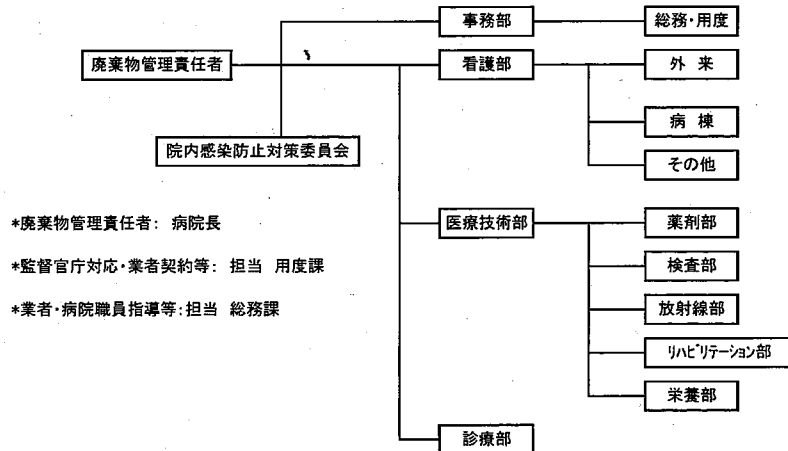 事務部
総務・用度
廃棄物管理責任者
看護部
外 来
病 棟
院内感染防止対策委員会
その他
*廃棄物管理責任者: 病院長
医療技術部
薬剤部
*監督官庁対応・業者契約等: 担当 用度課
検査部
*業者・病院職員指導等:担当 総務課
放射線部
リハビリテーション部
栄養部
診療部